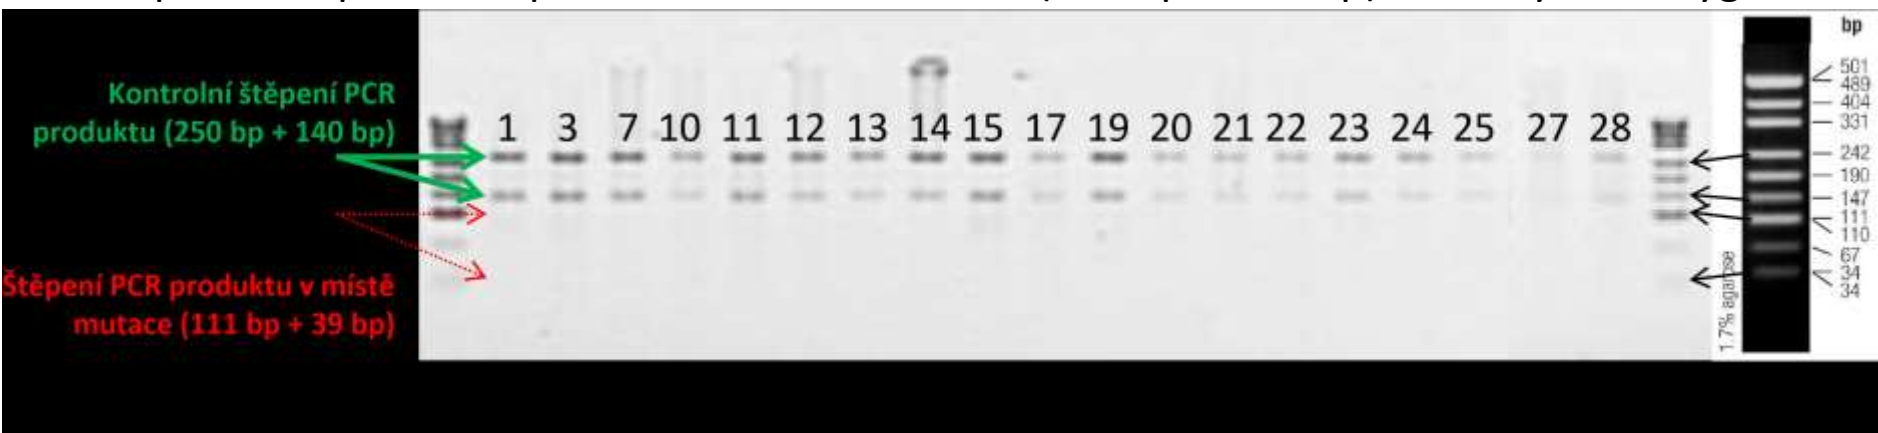 Kontrolní štěpení PCR
produktu (250 bp + 140 bp)
Štěpení PCR produktu v místě
mutace (111 bp + 39 bp)
1 3 7 10 11 12 13 14 15 17 19 20 21 22 23 24 25 27 28
bp
501
489
404
331
242
190
147
111
110
67
34
34
1.7% agarose